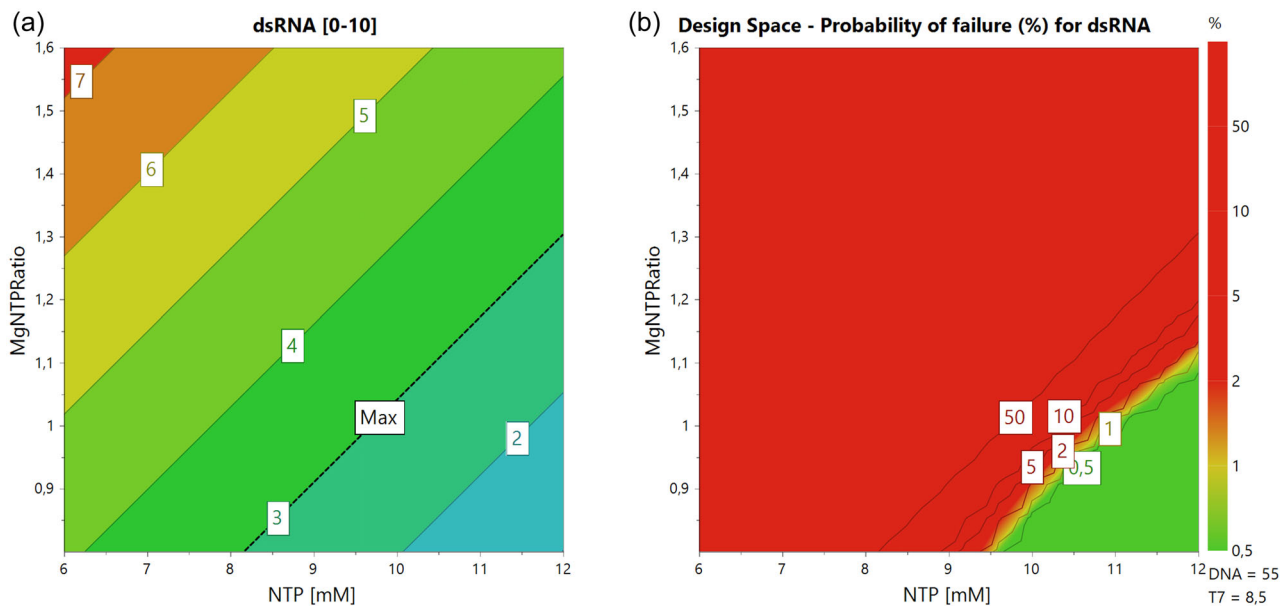 (a)
dsRNA [0-10]
1,6
1,5
1,4
1,3
1,2
1,1
1
0,9
MgNTPRatio
7
6
5
4
Max
3
2
6 7 8 9 10 11 12
NTP [mM]
(b)
Design Space - Probability of failure (%) for dsRNA
1,6
1,5
1,4
1,3
1,2
1,1
1
0,9
MgNTPRatio
50
10
1
2
5
0,5
6 7 8 9 10 11 12
NTP [mM]
%
50
10
5
2
1
0,5
DNA = 55
T7 = 8,5